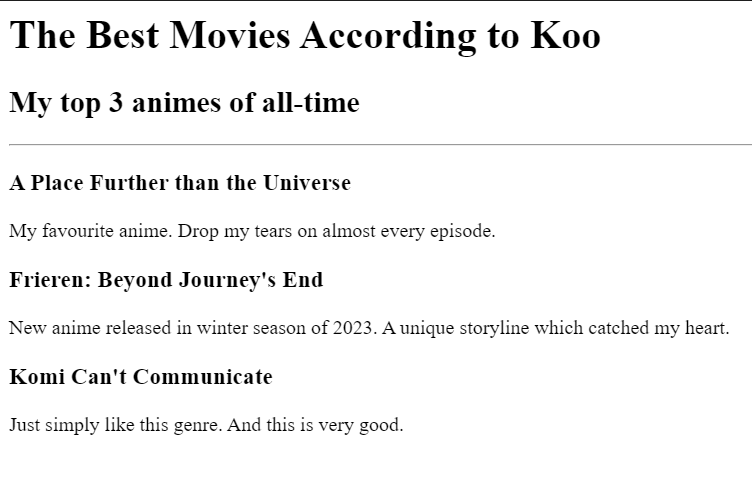 The Best Movies According to Koo
My top 3 animes of all-time
A Place Further than the Universe
My favourite anime. Drop my tears on almost every episode.
Frieren: Beyond Journey's End
New anime released in winter season of 2023. A unique storyline which catched my heart.
Komi Can't Communicate
Just simply like this genre. And this is very good.